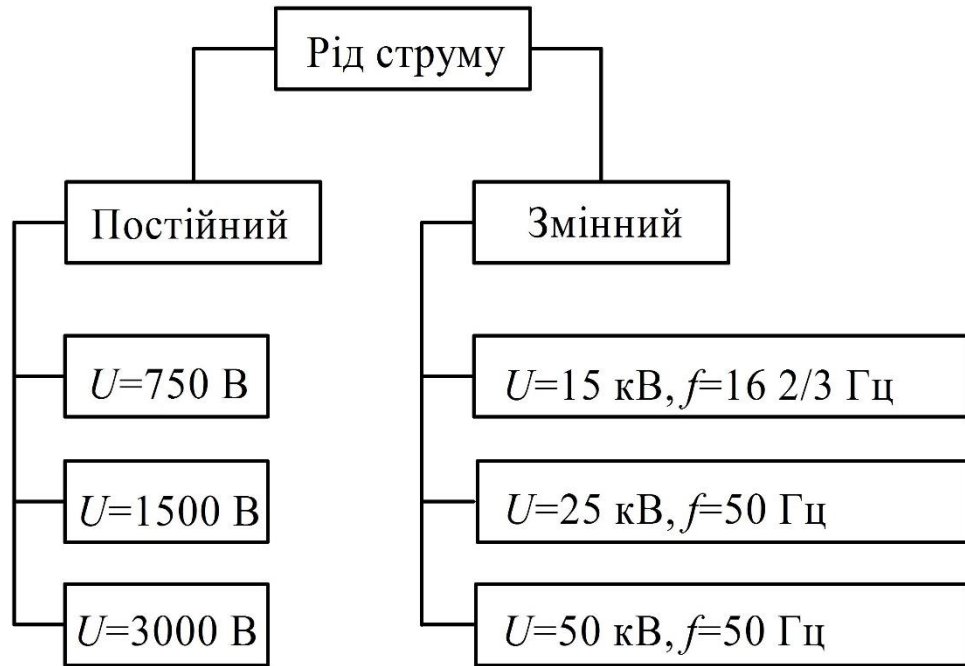 Рід струму
Постійний
Змінний
U=750 В
U=15 кВ, f=16 2/3 Гц
U=1500 В
U=25 кВ, f=50 Гц
U=3000 В
U=50 кВ, f=50 Гц